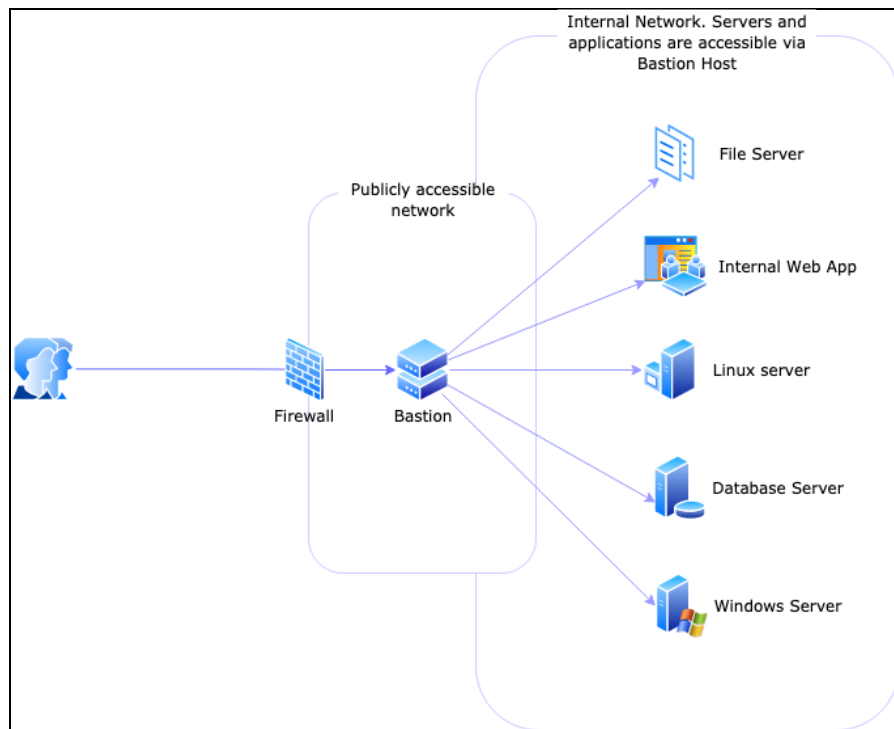 Internal Network. Servers and
applications are accessible via
Bastion Host
File Server
Publicly accessible
network
Internal Web App
Linux server
Firewall
Bastion
Database Server
Windows Server